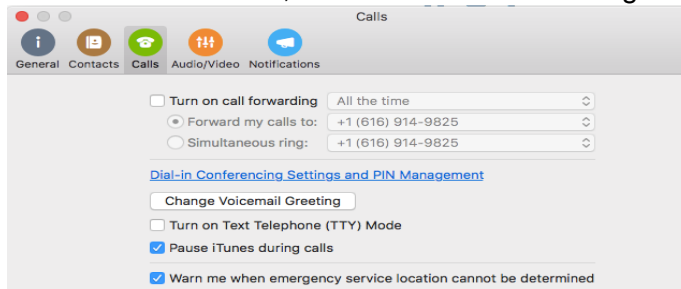 Calls
General Contacts Calls Audio/Video Notifications
Turn on call forwarding All the time
Forward my calls to: +1 (616) 914-9825
Simultaneous ring: +1 (616) 914-9825
Dial-in Conferencing Settings and PIN Management
Change Voicemail Greeting
Turn on Text Telephone (TTY) Mode
Pause iTunes during calls
Warn me when emergency service location cannot be determined